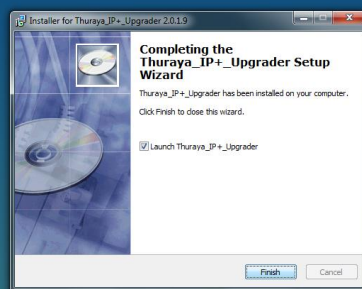 Installer for Thuraya_IP+_Upgrader 2.0.1.9
Completing the
Thuraya_IP+_Upgrader Setup
Wizard
Thuraya_IP+_Upgrader has been installed on your computer.
Click Finish to close this wizard.
Launch Thuraya_IP+_Upgrader
Finish
Cancel